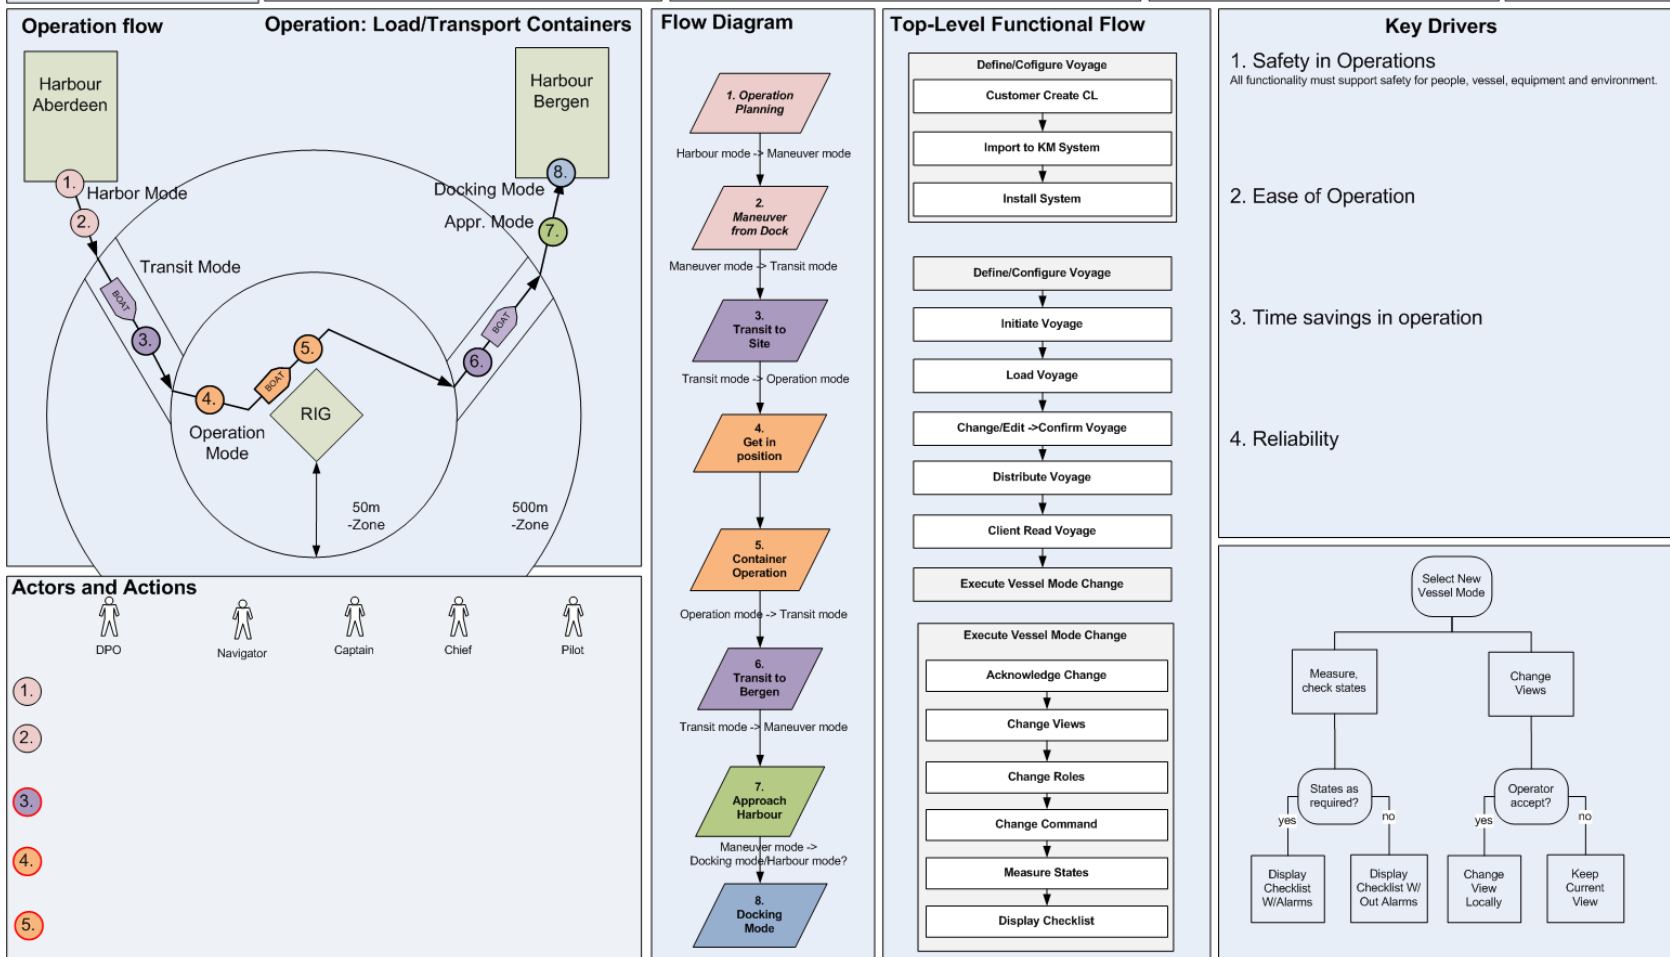 Operation flow
Operation: Load/Transport Containers
Harbour
Aberdeen
Harbour
Bergen
1.
Harbor Mode
2.
Transit Mode
BOAT
3.
4.
Operation
Mode
BOAT
5.
RIG
50m
-Zone
500m
-Zone
6.
BOAT
Appr. Mode
7.
Docking Mode
8.
Actors and Actions
DPO
Navigator
Captain
Chief
Pilot
1.
2.
3.
4.
5.
Flow Diagram
1. Operation
Planning
Harbour mode -> Maneuver mode
2.
Maneuver
from Dock
Maneuver mode -> Transit mode
3.
Transit to
Site
Transit mode -> Operation mode
4.
Get in
position
5.
Container
Operation
Operation mode -> Transit mode
6.
Transit to
Bergen
Transit mode -> Maneuver mode
7.
Approach
Harbour
Maneuver mode ->
Docking mode/Harbour mode?
8.
Docking
Mode
Top-Level Functional Flow
Define/Cofigure Voyage
Customer Create CL
Import to KM System
Install System
Define/Configure Voyage
Initiate Voyage
Load Voyage
Change/Edit ->Confirm Voyage
Distribute Voyage
Client Read Voyage
Execute Vessel Mode Change
Execute Vessel Mode Change
Acknowledge Change
Change Views
Change Roles
Change Command
Measure States
Display Checklist
Key Drivers
1. Safety in Operations
All functionality must support safety for people, vessel, equipment and environment.
2. Ease of Operation
3. Time savings in operation
4. Reliability
Select New
Vessel Mode
Measure,
check states
Change
Views
States as
required?
Operator
accept?
yes
no
yes
no
Display
Checklist
W/Alarms
Display
Checklist W/
Out Alarms
Change
View
Locally
Keep
Current
View